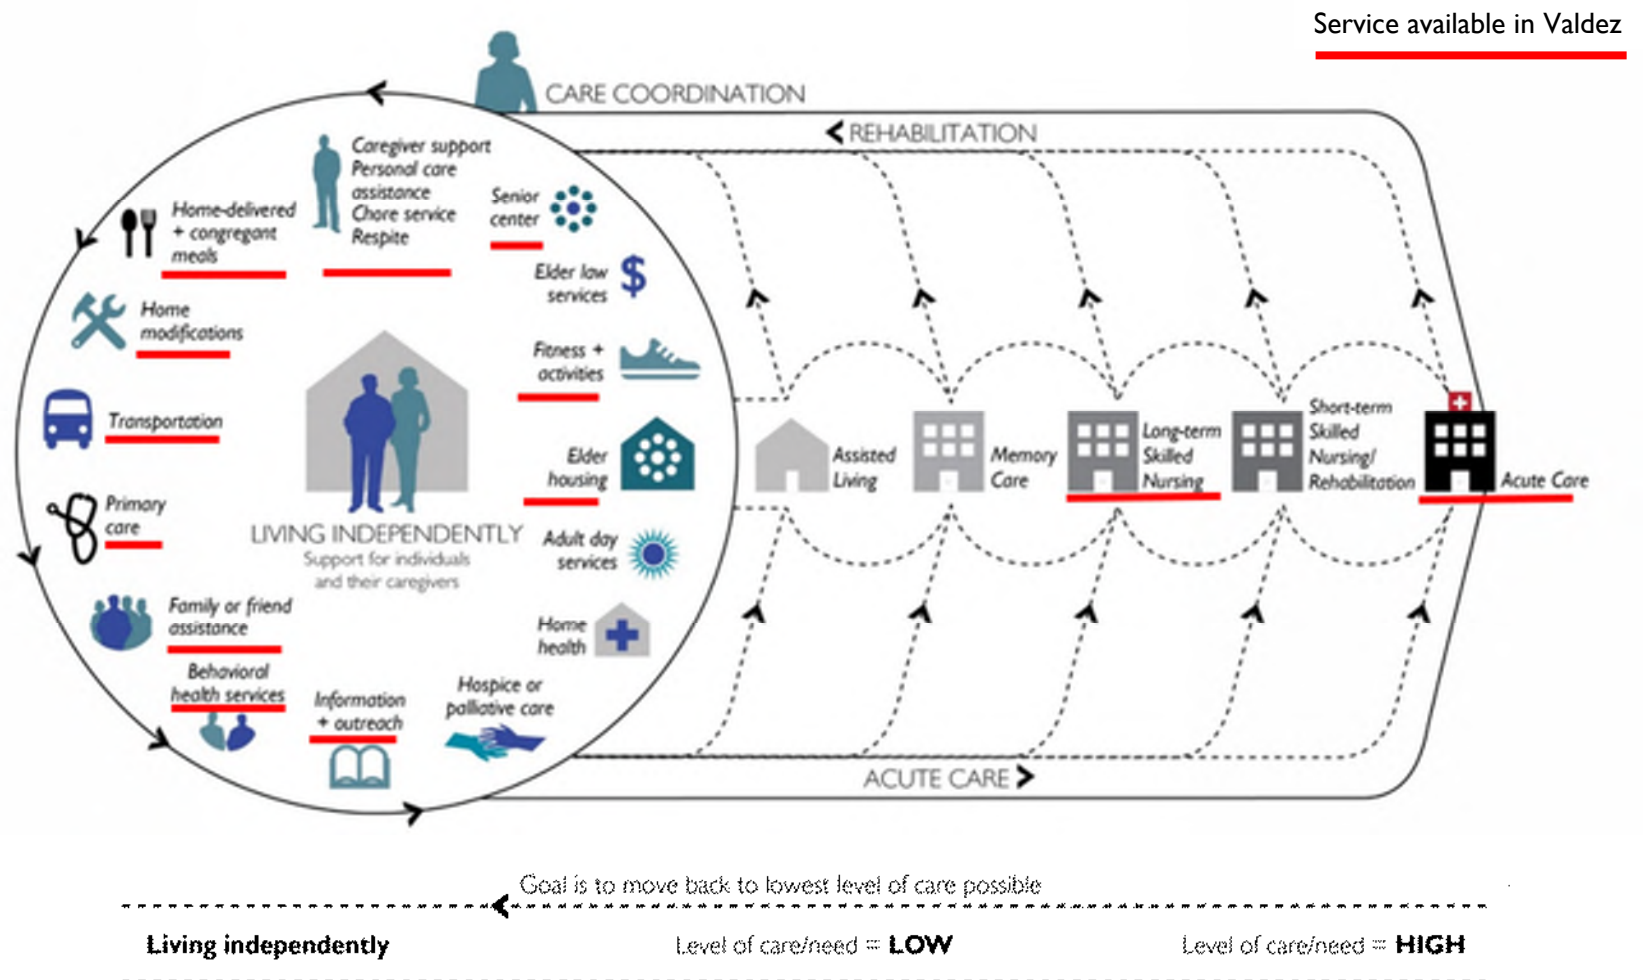 Service available in Valdez
CARE COORDINATION
REHABILITATION
Caregiver support
Personal care
assistance
Chore service
Respite
Senior
center
Home-delivered
+ congregant
meals
Elder law
services
Home
modifications
Fitness +
activities
Transportation
Elder
housing
Primary
care
LIVING INDEPENDENTLY
Support for individuals
and their caregivers
Adult day
services
Family or friend
assistance
Home
health
Behavioral
health services
Information
+ outreach
Hospice or
palliative care
Assisted
Living
Memory
Care
Long-term
Skilled
Nursing
Short-term
Skilled
Nursing/
Rehabilitation
Acute Care
ACUTE CARE
Goal is to move back to lowest level of care possible
Living independently
Level of care/need = LOW
Level of care/need = HIGH